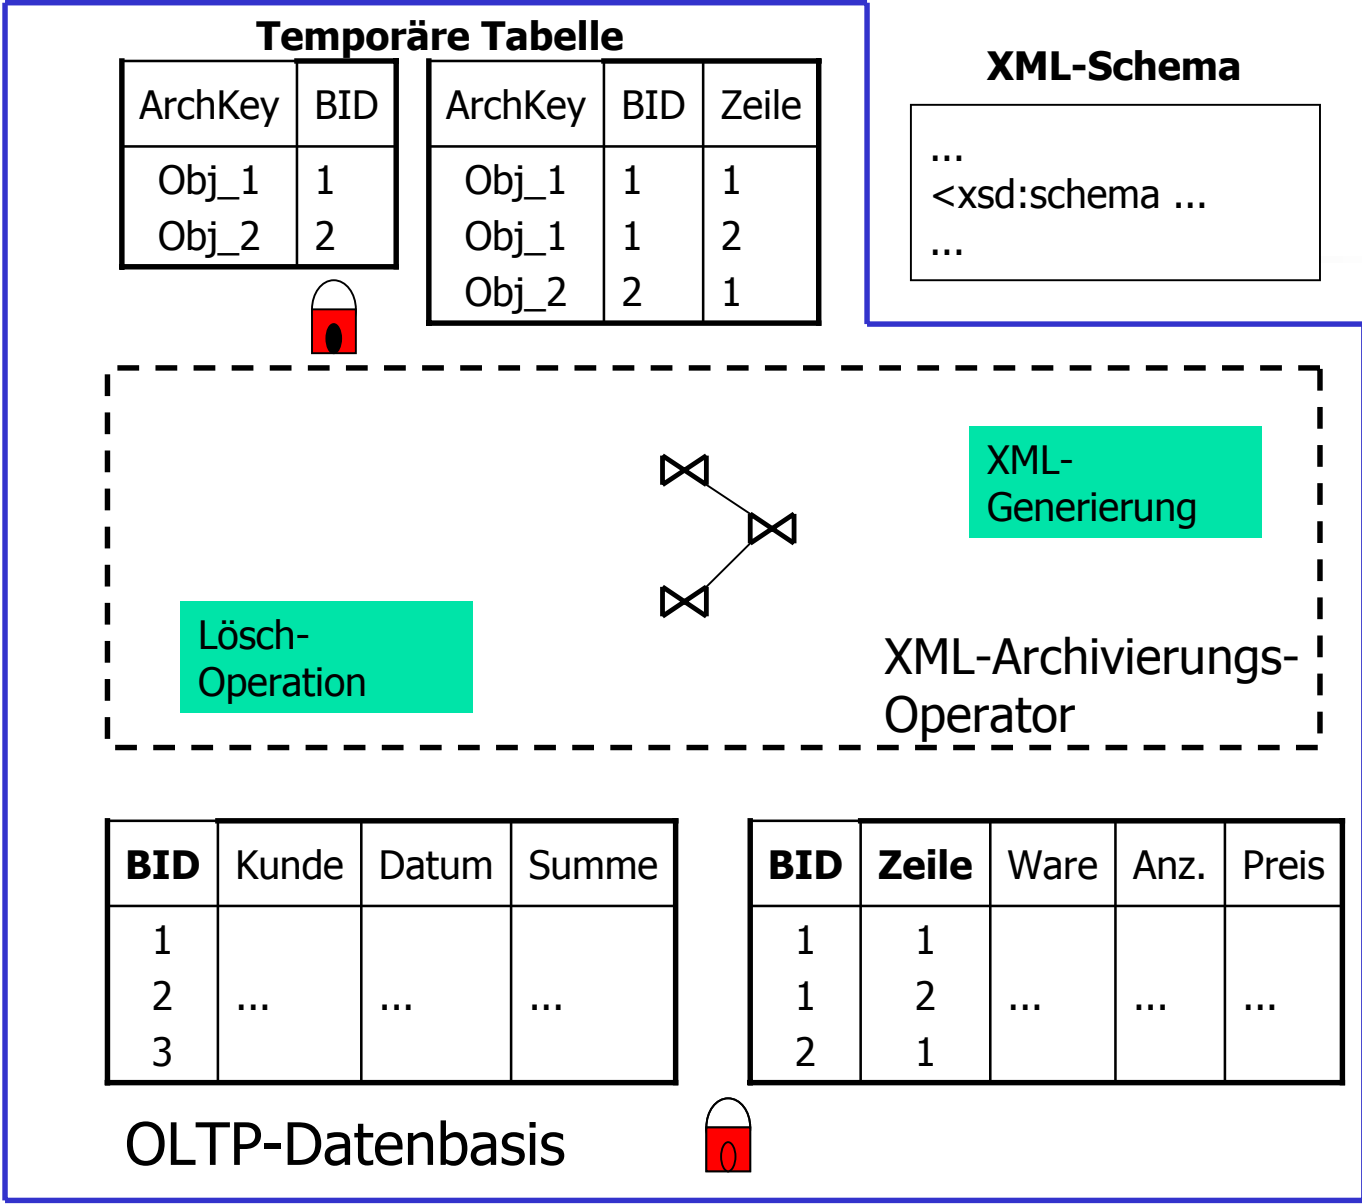 Temporäre Tabelle
ArchKey BID
Obj_1 1
Obj_2 2
ArchKey BID Zeile
Obj_1 1 1
Obj_1 1 2
Obj_2 2 1
XML-Schema
...
<xsd:schema ...
...
XML-
Generierung
Lösch-
Operation
XML-Archivierungs-
Operator
BID Kunde Datum Summe
1
2 ... ... ...
3
BID Zeile Ware Anz. Preis
1 1
1 2 ... ... ...
2 1
OLTP-Datenbasis